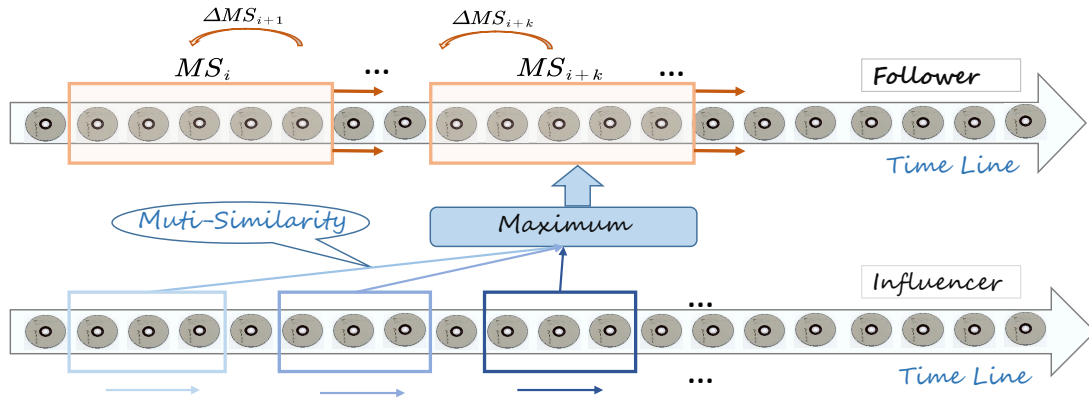 ΔMS_{i+1}
ΔMS_{i+k}
MS_i
...
MS_{i+k}
...
Follower
Time Line
Muti-Similarity
Maximum
Influencer
...
Time Line
...